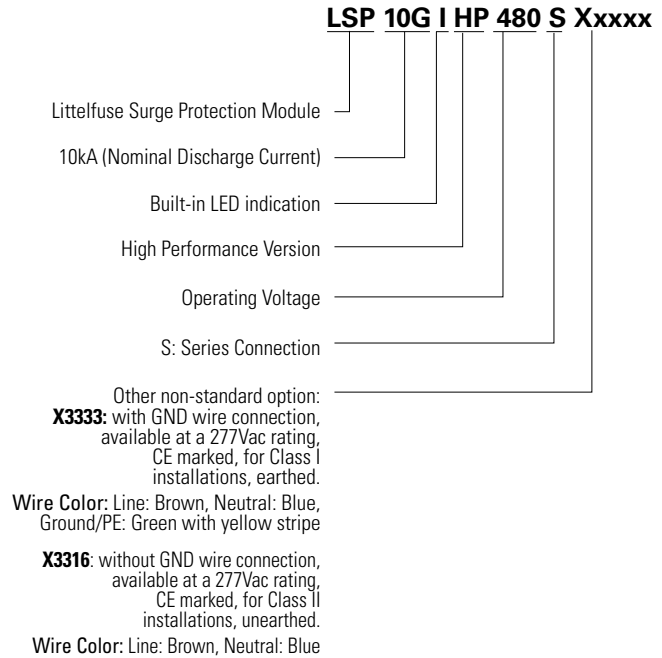 LSP 10G I HP 480 S Xxxxx
Littelfuse Surge Protection Module
10kA (Nominal Discharge Current)
Built-in LED indication
High Performance Version
Operating Voltage
S: Series Connection
Other non-standard option:
X3333: with GND wire connection,
available at a 277Vac rating,
CE marked, for Class I
installations, earthed.
Wire Color: Line: Brown, Neutral: Blue,
Ground/PE: Green with yellow stripe
X3316: without GND wire connection,
available at a 277Vac rating,
CE marked, for Class II
installations, unearthed.
Wire Color: Line: Brown, Neutral: Blue